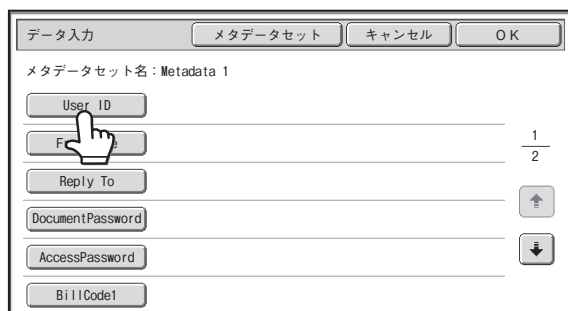 データ入力 メタデータセット キャンセル OK
メタデータセット名：Metadata 1
User ID
Reply To
DocumentPassword
AccessPassword
BillCode1
1
2